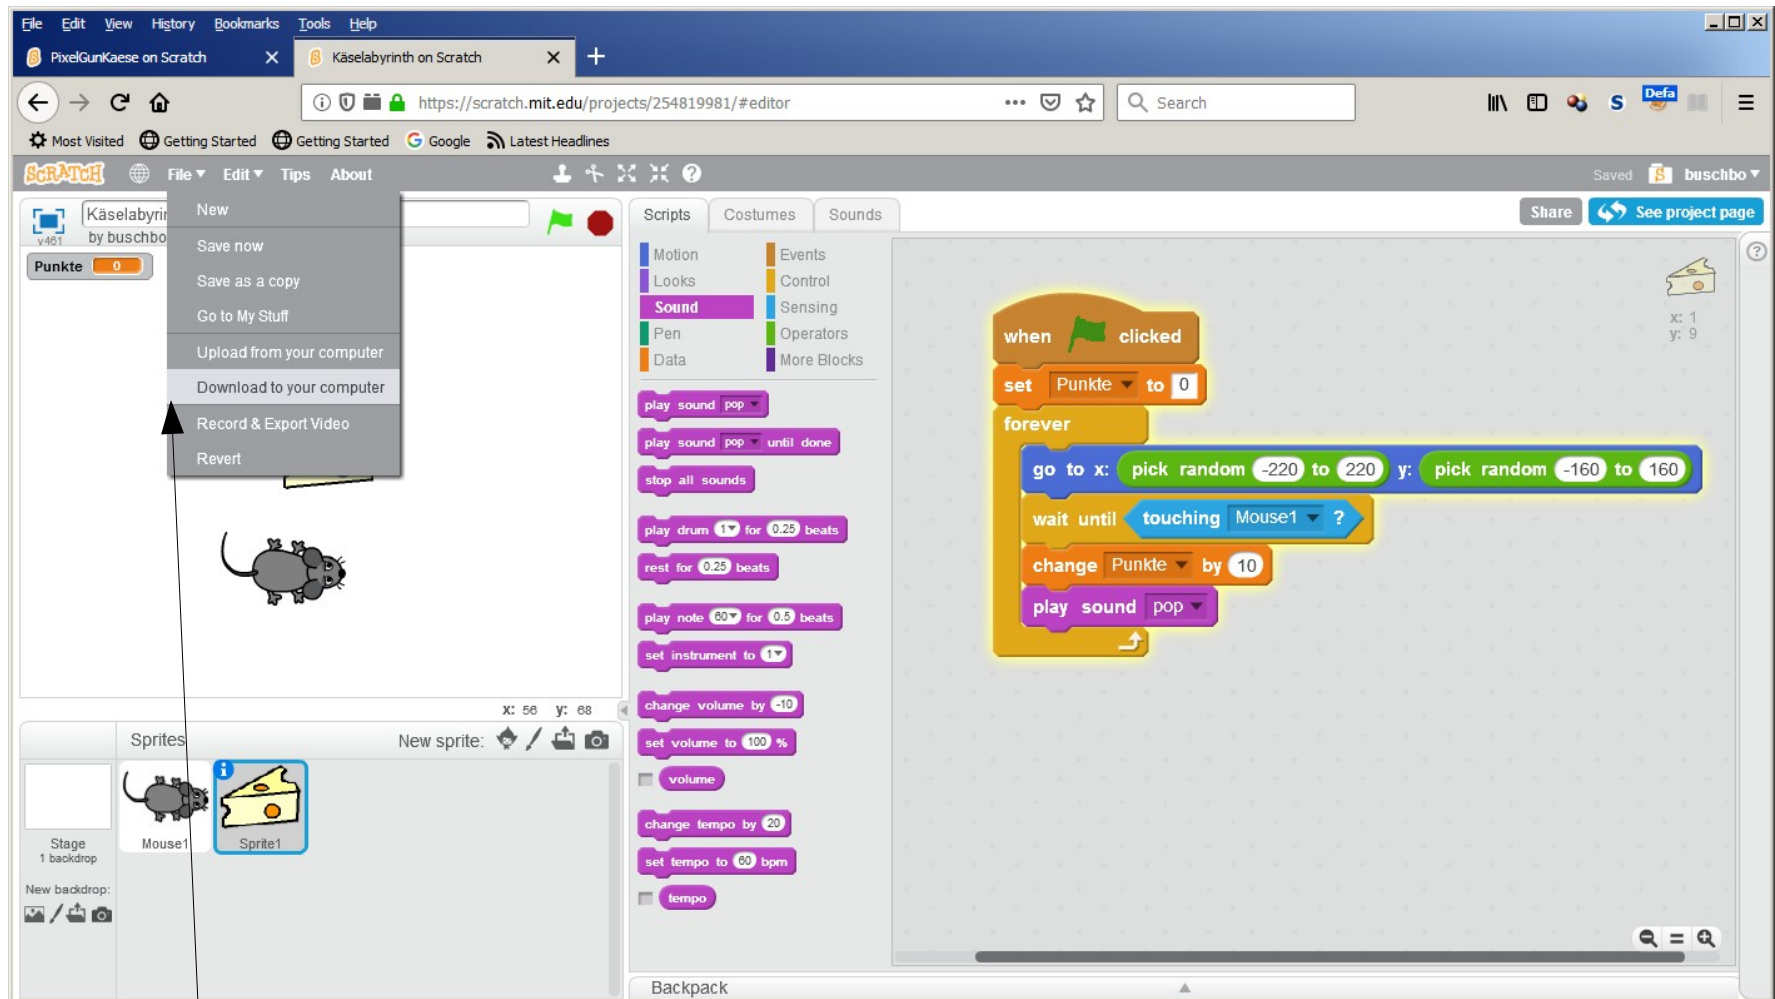 File Edit View History Bookmarks Tools Help
PixelGunKaese on Scratch
Käselabyrinth on Scratch
https://scratch.mit.edu/projects/254819981/#editor
Search
Defa
Most Visited Getting Started Getting Started Google Latest Headlines
SCRATCH File Edit Tips About
Saved buschbo
New
Save now
Save as a copy
Go to My Stuff
Upload from your computer
Download to your computer
Record & Export Video
Revert
v461
Käselabyrin
by buschbo
Punkte 0
x: 56 y: 68
Sprites New sprite:
Stage
1 backdrop
New backdrop:
Mouse1
Sprite1
Scripts Costumes Sounds
Share See project page
Motion Events
Looks Control
Sound Sensing
Pen Operators
Data More Blocks
play sound pop
play sound pop until done
stop all sounds
play drum 1 for 0.25 beats
rest for 0.25 beats
play note 60 for 0.5 beats
set instrument to 1
change volume by -10
set volume to 100 %
volume
change tempo by 20
set tempo to 60 bpm
tempo
when clicked
set Punkte to 0
forever
go to x: pick random -220 to 220 y: pick random -160 to 160
wait until touching Mouse1 ?
change Punkte by 10
play sound pop
x: 1
y: 9
Backpack